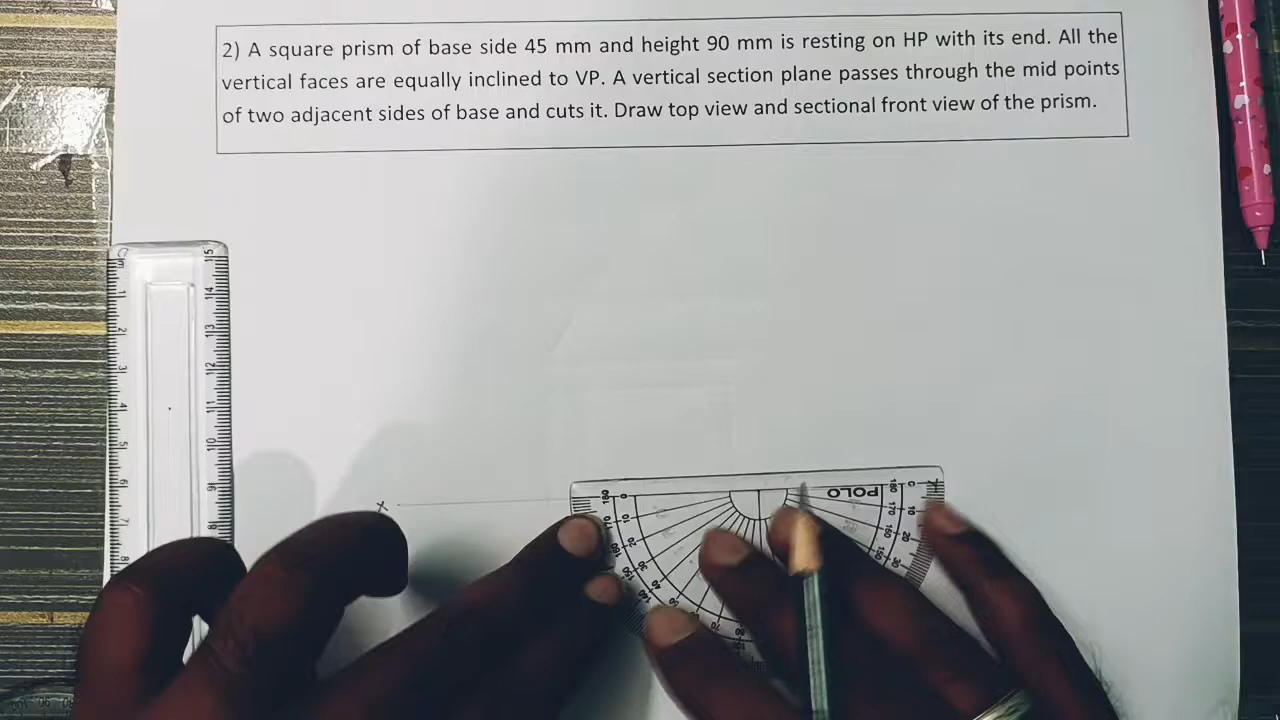 2) A square prism of base side 45 mm and height 90 mm is resting on HP with its end. All the
vertical faces are equally inclined to VP. A vertical section plane passes through the mid points
of two adjacent sides of base and cuts it. Draw top view and sectional front view of the prism.
X
POLO